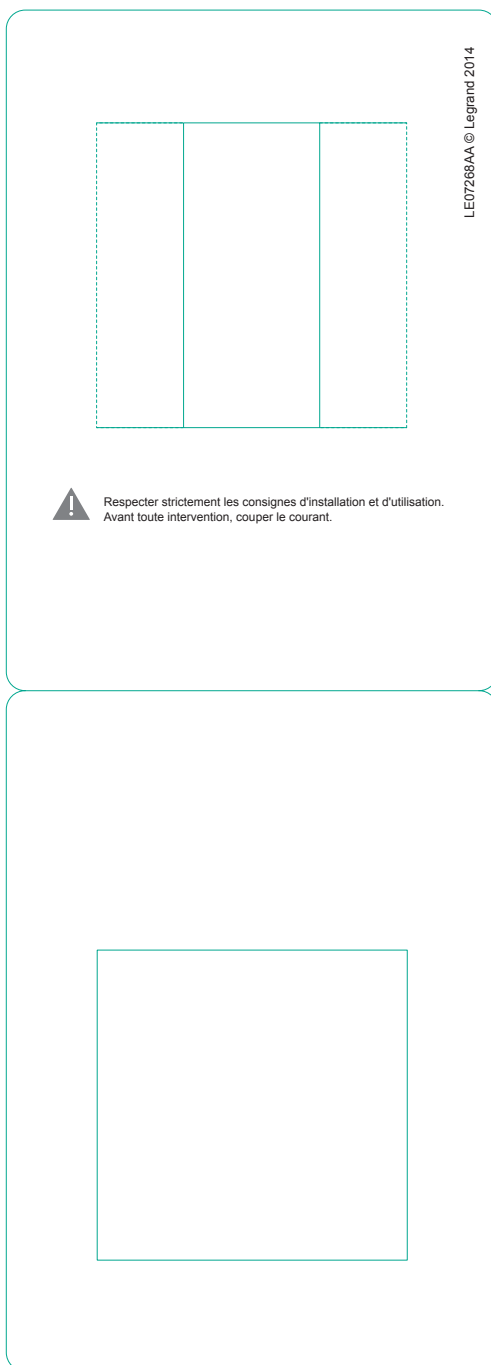 LE07268AA © Legrand 2014
Respecter strictement les consignes d'installation et d'utilisation.
Avant toute intervention, couper le courant.